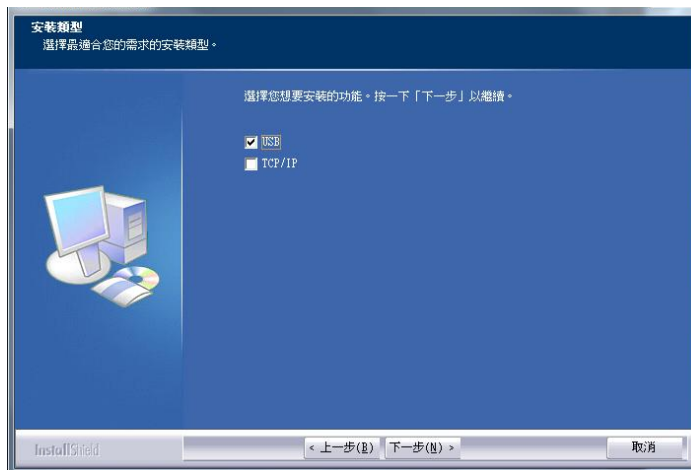 安裝類型
選擇最適合您的需求的安裝類型。
選擇您想要安裝的功能。按一下「下一步」以繼續。
USB
TCP/IP
InstallShield
< 上一步(B)
下一步(N) >
取消